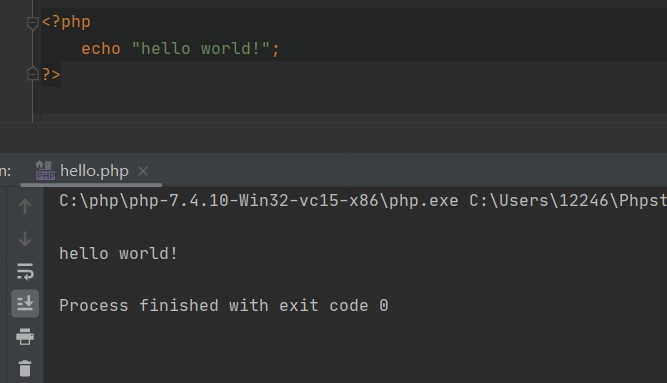 <?php
    echo "hello world!";
?>
n:
hello.php
C:\php\php-7.4.10-Win32-vc15-x86\php.exe C:\Users\12246\Phpst
hello world!
Process finished with exit code 0